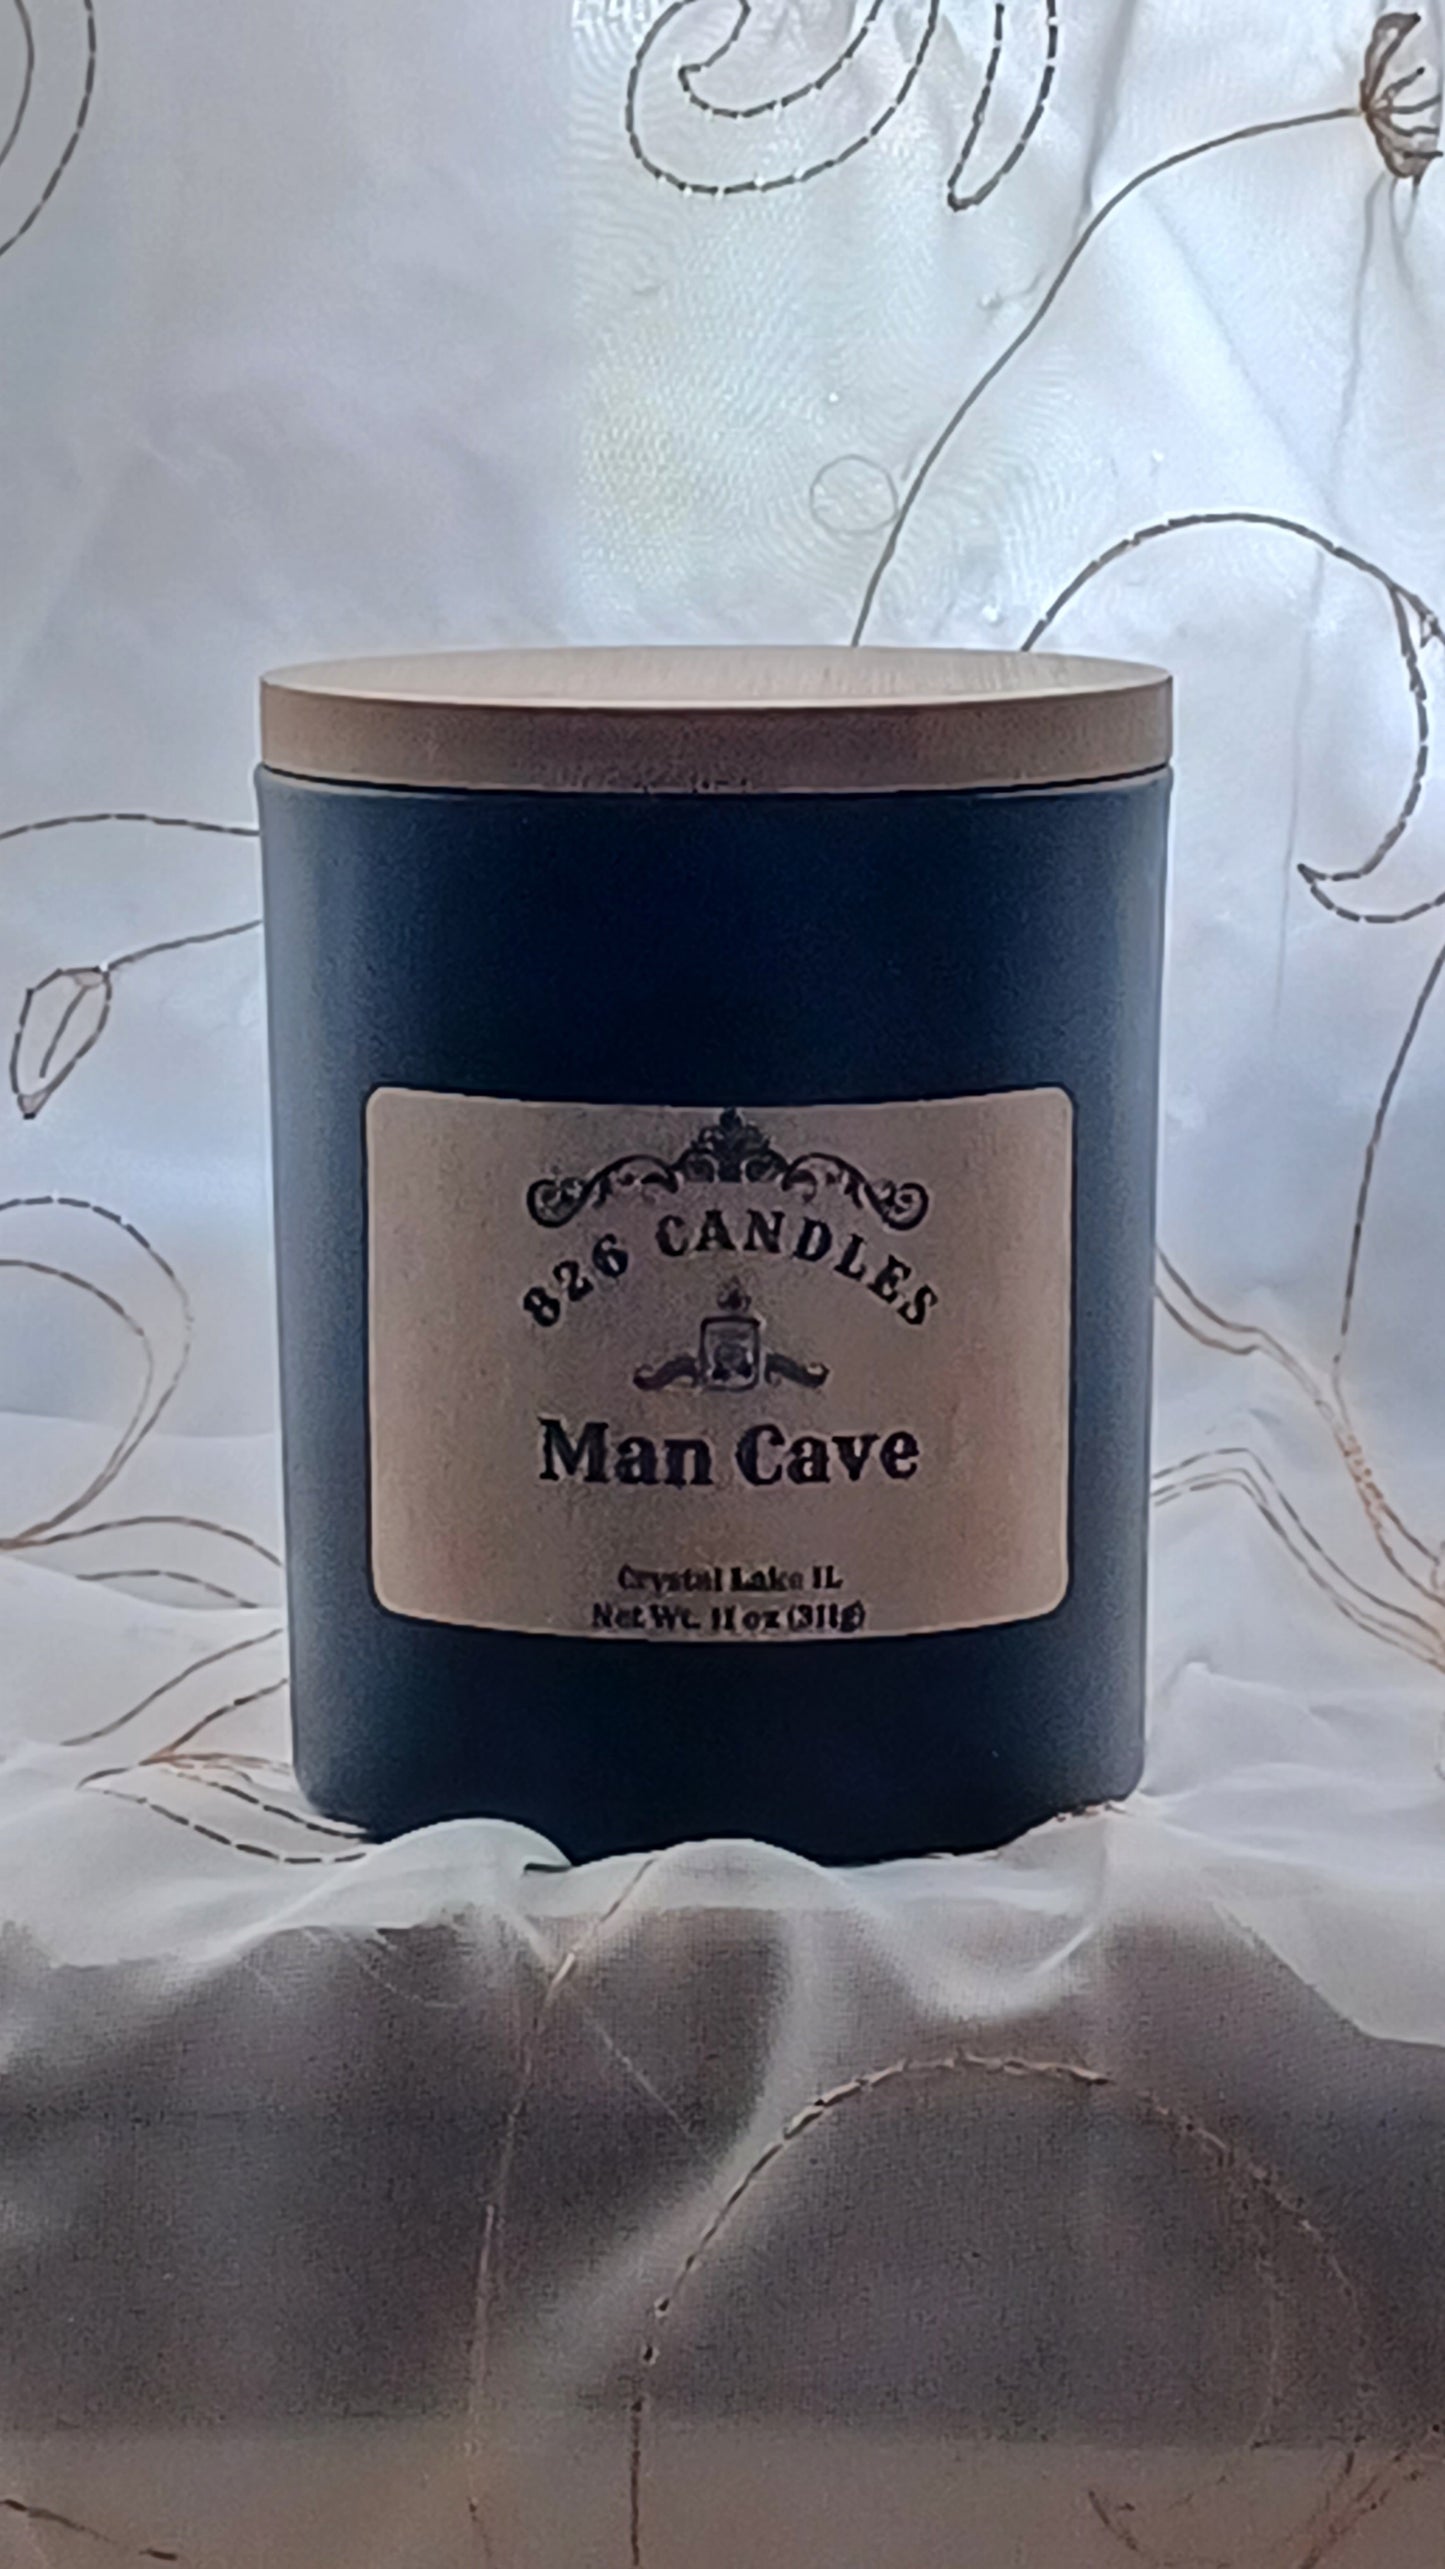 826 CANDLES
Man Cave
Crystal Lake IL
Net Wt. 11 oz (311g)